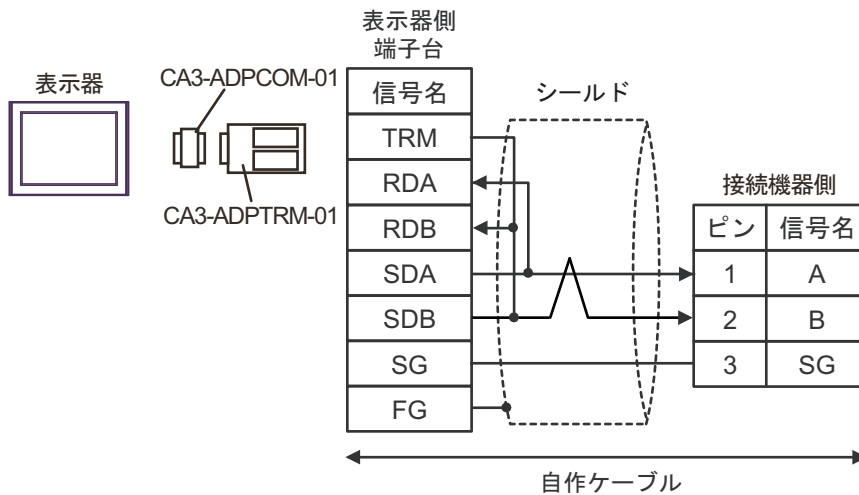 表示器側
端子台
表示器
CA3-ADPCOM-01
CA3-ADPTRM-01
信号名
TRM
RDA
RDB
SDA
SDB
SG
FG
シールド
接続機器側
ピン 信号名
1 A
2 B
3 SG
自作ケーブル